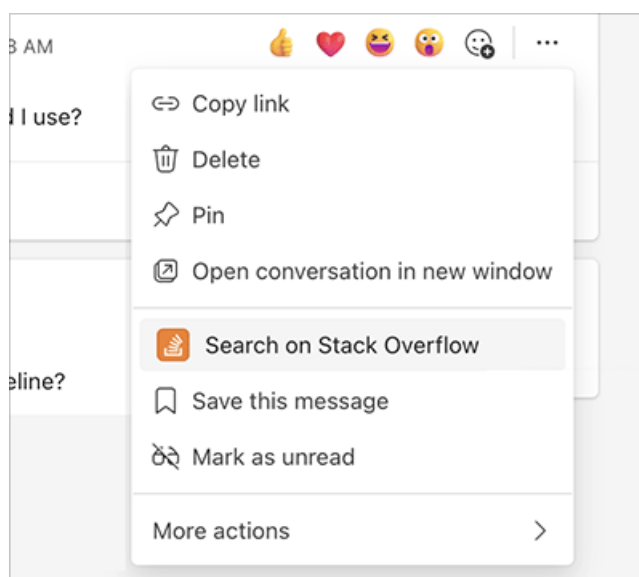 3 AM
d I use?
Copy link
Delete
Pin
Open conversation in new window
Search on Stack Overflow
eline?
Save this message
Mark as unread
More actions